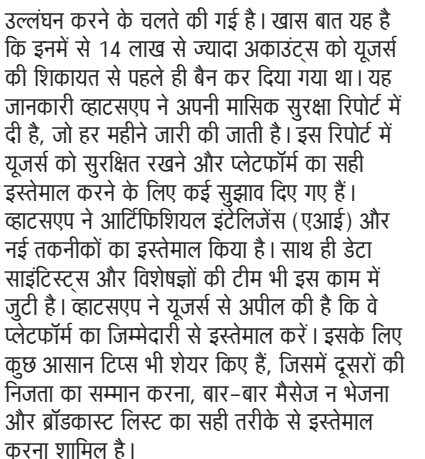 उल्लंघन करने के चलते की गई है। खास बात यह है
कि इनमें से 14 लाख से ज्यादा अकाउंट्स को यूजर्स
की शिकायत से पहले ही बैन कर दिया गया था। यह
जानकारी व्हाटसएप ने अपनी मासिक सुरक्षा रिपोर्ट में
दी है, जो हर महीने जारी की जाती है। इस रिपोर्ट में
यूजर्स को सुरक्षित रखने और प्लेटफॉर्म का सही
इस्तेमाल करने के लिए कई सुझाव दिए गए हैं।
व्हाटसएप ने आर्टिफिशियल इंटेलिजेंस (एआई) और
नई तकनीकों का इस्तेमाल किया है। साथ ही डेटा
साइंटिस्ट्स और विशेषज्ञों की टीम भी इस काम में
जुटी है। व्हाटसएप ने यूजर्स से अपील की है कि वे
प्लेटफॉर्म का जिम्मेदारी से इस्तेमाल करें। इसके लिए
कुछ आसान टिप्स भी शेयर किए हैं, जिसमें दूसरों की
निजता का सम्मान करना, बार-बार मैसेज न भेजना
और ब्रॉडकास्ट लिस्ट का सही तरीके से इस्तेमाल
करना शामिल है।